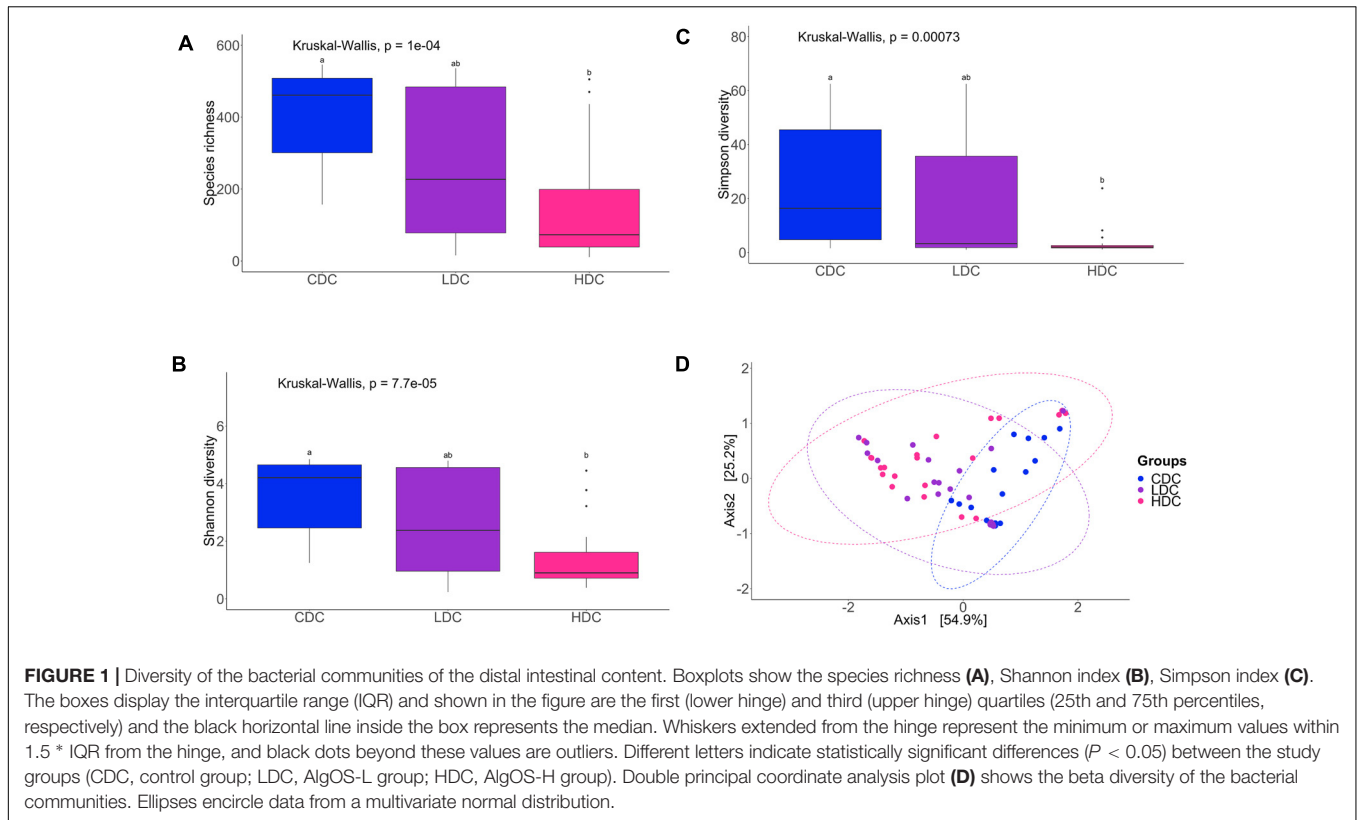 A
Kruskal-Wallis, p = 1e-04
Species richness
600
400
200
0
a
ab
b
CDC
LDC
HDC
C
Kruskal-Wallis, p = 0.00073
Simpson diversity
80
60
40
20
0
a
ab
b
CDC
LDC
HDC
B
Kruskal-Wallis, p = 7.7e-05
Shannon diversity
6
4
2
0
a
ab
b
CDC
LDC
HDC
D
Axis2 [25.2%]
2
1
0
-1
-2
-2
0
2
Axis1 [54.9%]
Groups
CDC
LDC
HDC
FIGURE 1 | Diversity of the bacterial communities of the distal intestinal content. Boxplots show the species richness (A), Shannon index (B), Simpson index (C).
The boxes display the interquartile range (IQR) and shown in the figure are the first (lower hinge) and third (upper hinge) quartiles (25th and 75th percentiles,
respectively) and the black horizontal line inside the box represents the median. Whiskers extended from the hinge represent the minimum or maximum values within
1.5 * IQR from the hinge, and black dots beyond these values are outliers. Different letters indicate statistically significant differences (P < 0.05) between the study
groups (CDC, control group; LDC, AlgOS-L group; HDC, AlgOS-H group). Double principal coordinate analysis plot (D) shows the beta diversity of the bacterial
communities. Ellipses encircle data from a multivariate normal distribution.